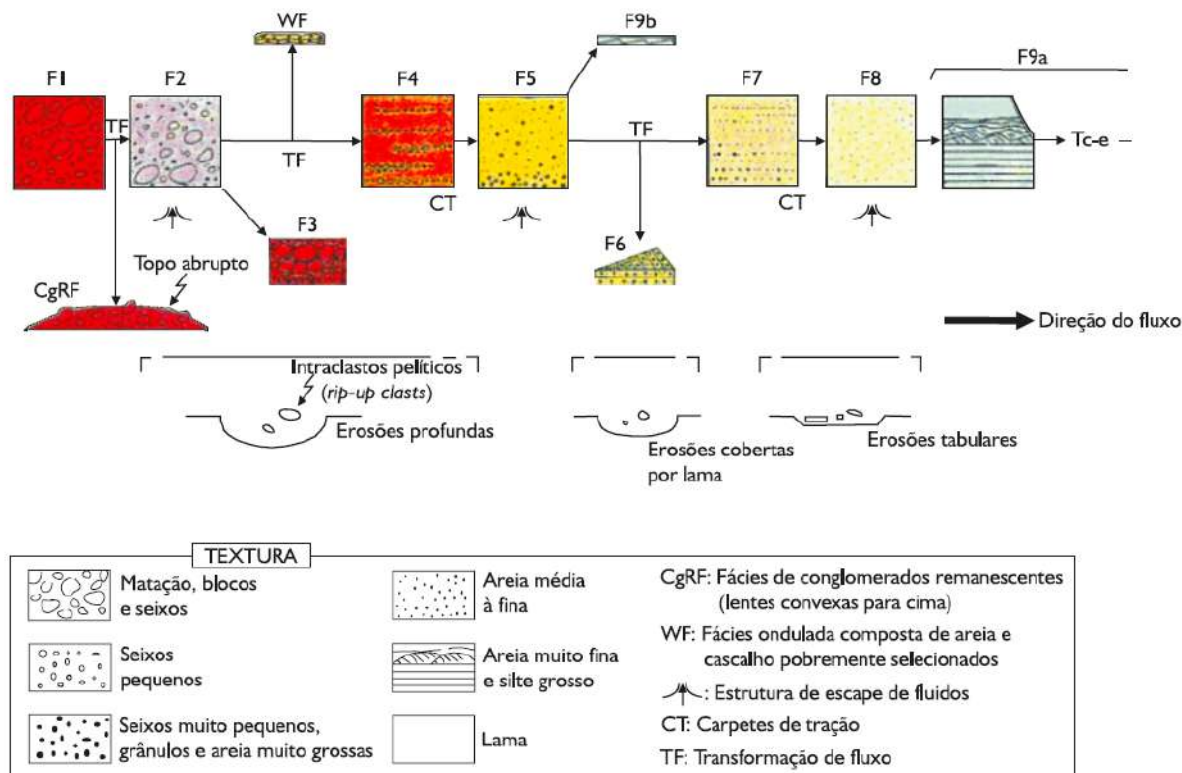 WF
F9b
F9a
F1
F2
F4
F5
F7
F8
TF
TF
TF
Tc-e
CT
CT
F3
F6
Topo abrupto
CgRF
Direção do fluxo
Intraclastos pelíticos
(rip-up clasts)
Erosões profundas
Erosões cobertas
por lama
Erosões tabulares
TEXTURA
Matação, blocos
e seixos
Seixos
pequenos
Seixos muito pequenos,
grânulos e areia muito grossas
Areia média
à fina
Areia muito fina
e silte grosso
Lama
CgRF: Fácies de conglomerados remanescentes
(lentes convexas para cima)
WF: Fácies ondulada composta de areia e
cascalho pobremente selecionados
: Estrutura de escape de fluidos
CT: Carpetes de tração
TF: Transformação de fluxo